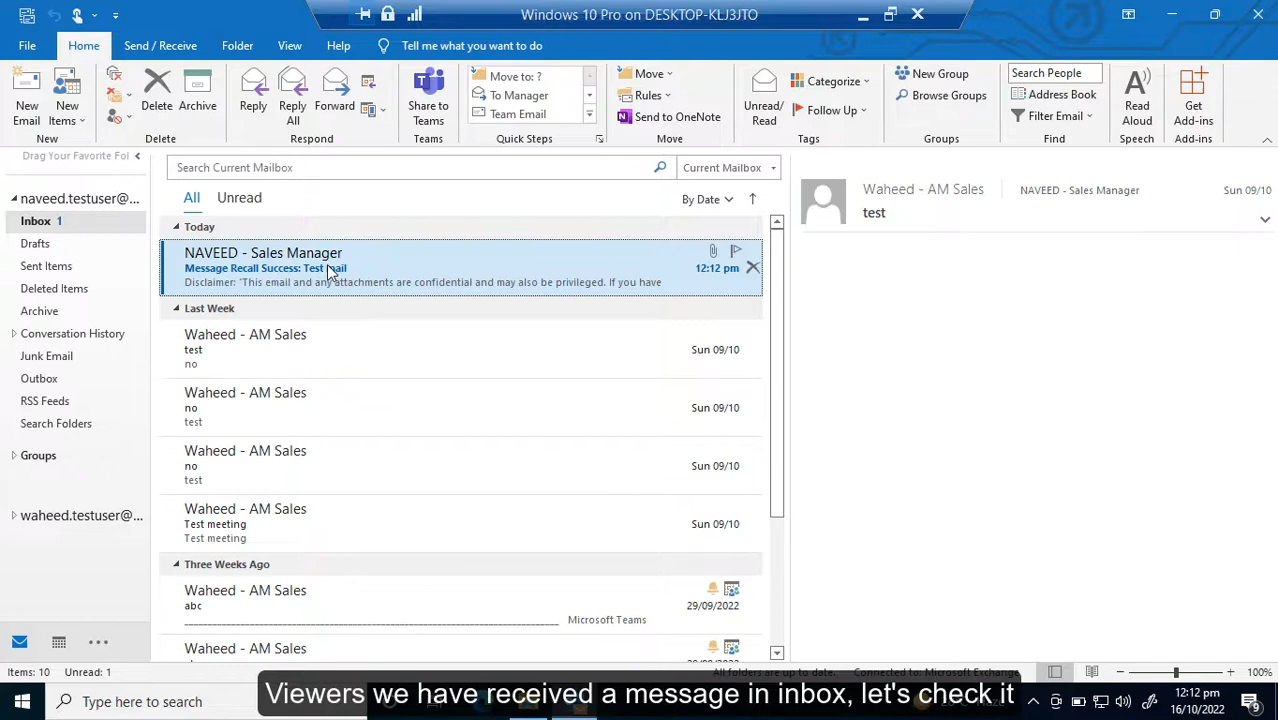 Windows 10 Pro on DESKTOP-KLJ3JTO
File
Home
Send / Receive
Folder
View
Help
Tell me what you want to do
New Email
New Items
New
Delete
Archive
Delete
Reply
Reply All
Forward
Respond
Share to Teams
Teams
Move to: ?
To Manager
Team Email
Quick Steps
Move
Rules
Send to OneNote
Move
Unread/ Read
Categorize
Follow Up
Tags
New Group
Browse Groups
Groups
Search People
Address Book
Filter Email
Find
Read Aloud
Speech
Get Add-ins
Add-ins
Drag Your Favorite Fol
naveed.testuser@...
Inbox 1
Drafts
Sent Items
Deleted Items
Archive
Conversation History
Junk Email
Outbox
RSS Feeds
Search Folders
Groups
waheed.testuser@...
Search Current Mailbox
Current Mailbox
All
Unread
By Date
Today
NAVEED - Sales Manager
Message Recall Success: Test mail
12:12 pm
Disclaimer: "This email and any attachments are confidential and may also be privileged. If you have
Last Week
Waheed - AM Sales
test
Sun 09/10
no
Waheed - AM Sales
no
Sun 09/10
test
Waheed - AM Sales
no
Sun 09/10
test
Waheed - AM Sales
Test meeting
Sun 09/10
Test meeting
Three Weeks Ago
Waheed - AM Sales
abc
29/09/2022
Microsoft Teams
Waheed - AM Sales
Waheed - AM Sales
NAVEED - Sales Manager
Sun 09/10
test
Items: 10
Unread: 1
All folders are up to date.
Connected to: Microsoft Exchange
100%
Type here to search
Viewers we have received a message in inbox, let's check it
12:12 pm
16/10/2022
9